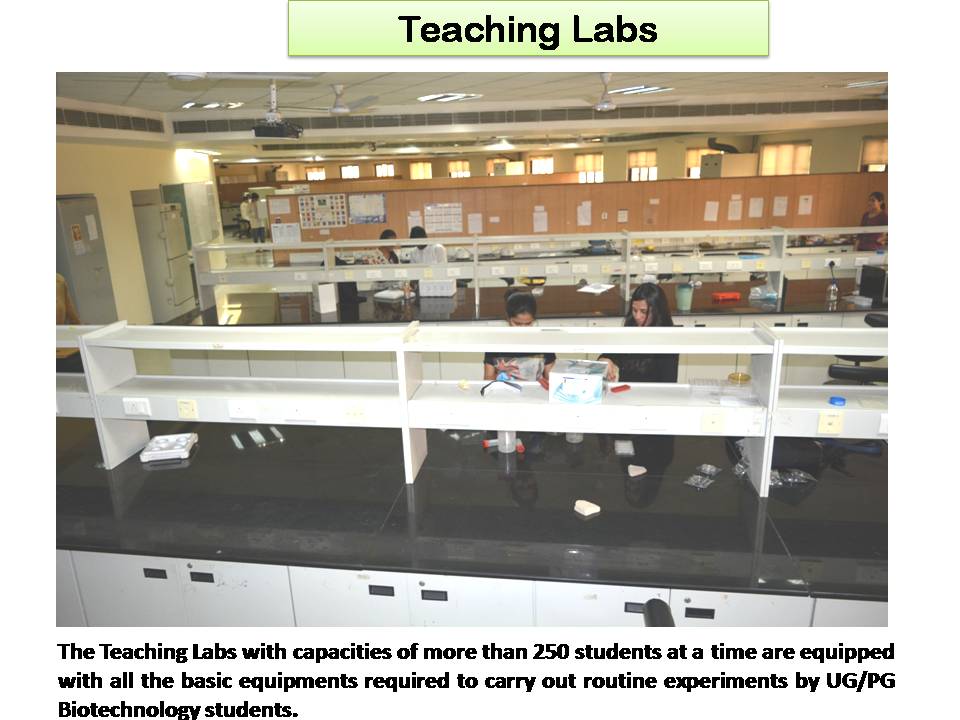 Teaching Labs
The Teaching Labs with capacities of more than 250 students at a time are equipped
with all the basic equipments required to carry out routine experiments by UG/PG
Biotechnology students.